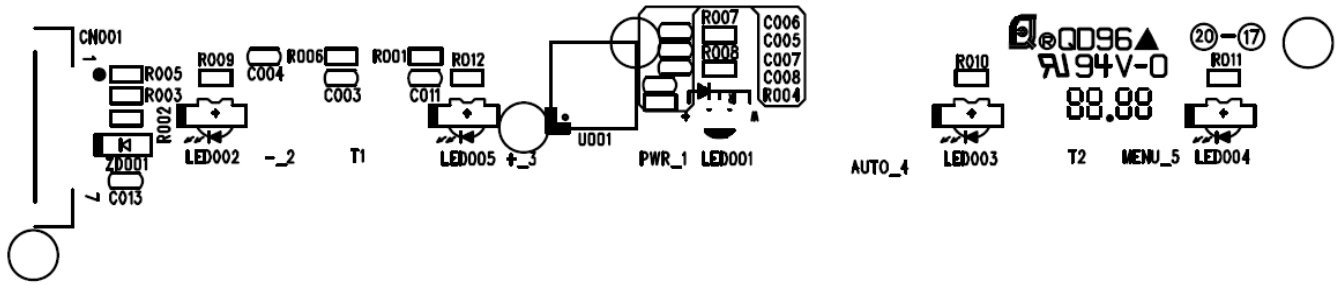 CN001
1
R005
R003
R002
ZD001
7
C013
R009
LED002
C004
-_2
R006
C003
T1
R001
C011
R012
LED005
+_3
U001
R007
R008
C006
C005
C007
C008
R004
PWR_1
LED001
AUTO_4
R010
LED003
®QD96▲
94V-0
88.88
T2
MENU_5
20-17
R011
LED004